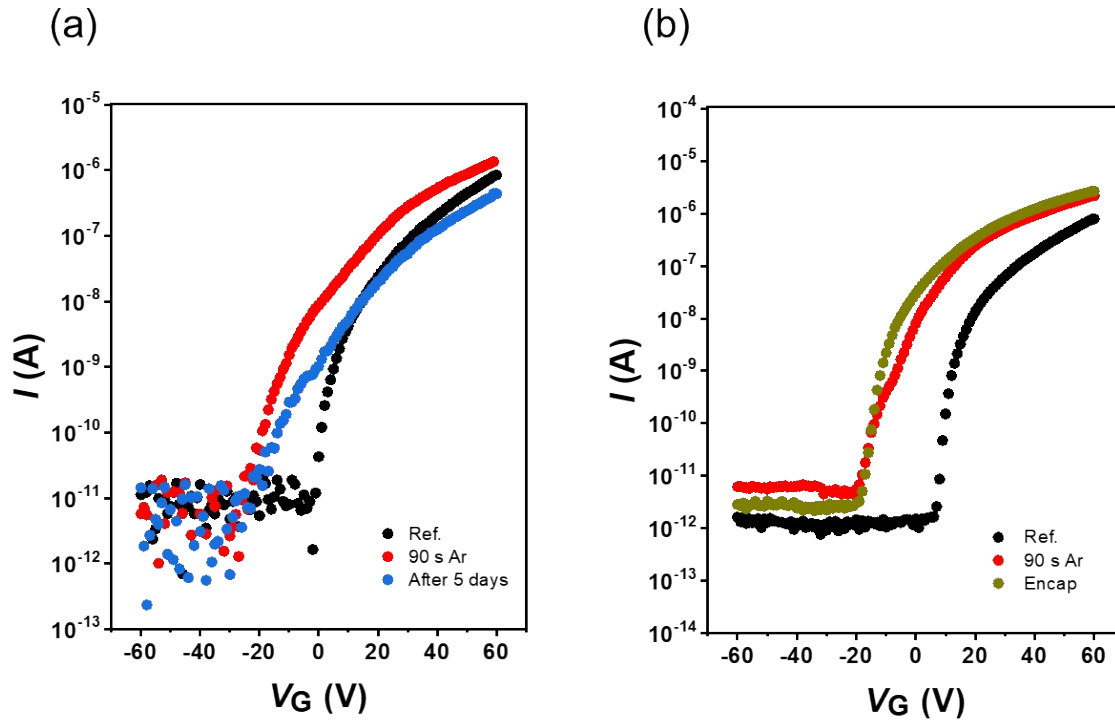 (a)
10⁻⁵
10⁻⁶
10⁻⁷
10⁻⁸
10⁻⁹
10⁻¹⁰
10⁻¹¹
10⁻¹²
10⁻¹³
I (A)
Ref.
90 s Ar
After 5 days
-60 -40 -20 0 20 40 60
VG (V)
(b)
10⁻⁴
10⁻⁵
10⁻⁶
10⁻⁷
10⁻⁸
10⁻⁹
10⁻¹⁰
10⁻¹¹
10⁻¹²
10⁻¹³
10⁻¹⁴
I (A)
Ref.
90 s Ar
Encap
-60 -40 -20 0 20 40 60
VG (V)